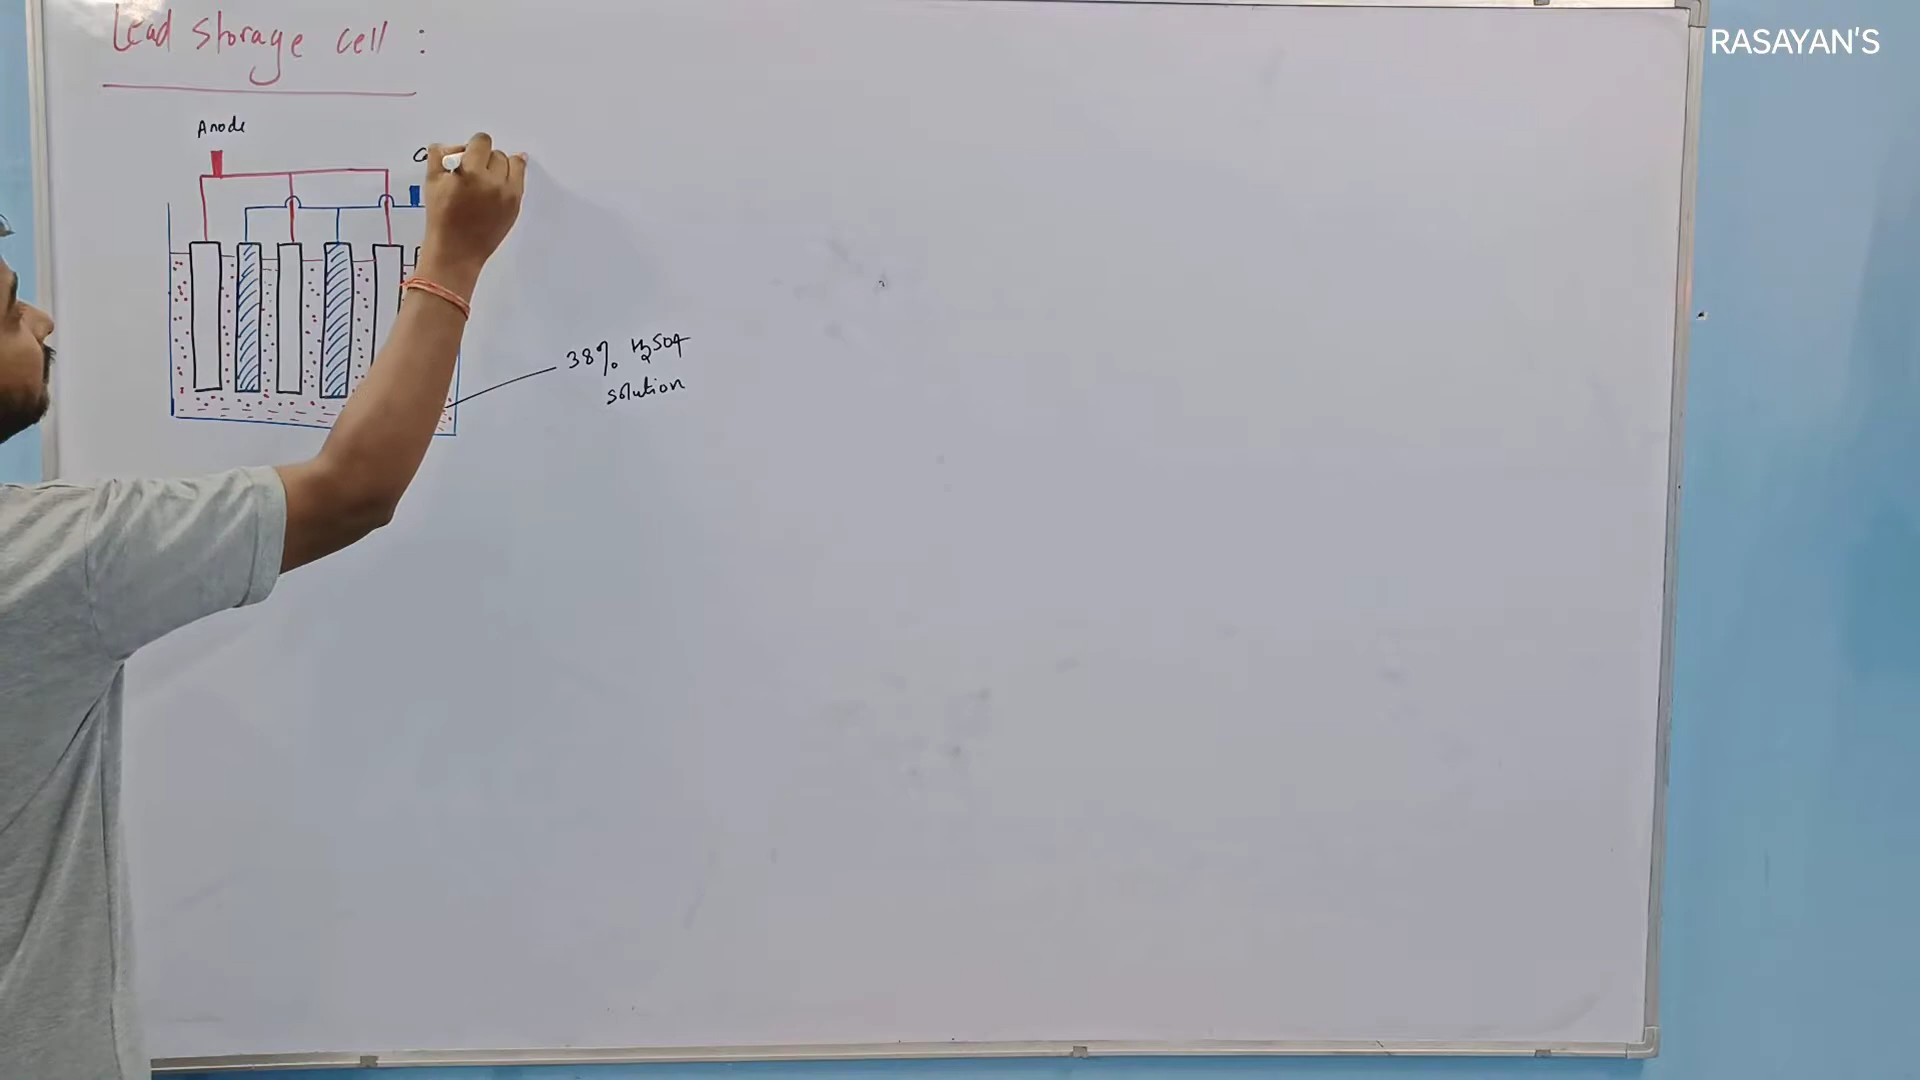 Lead storage cell :
RASAYAN'S
Anode
38% H2SO4
solution